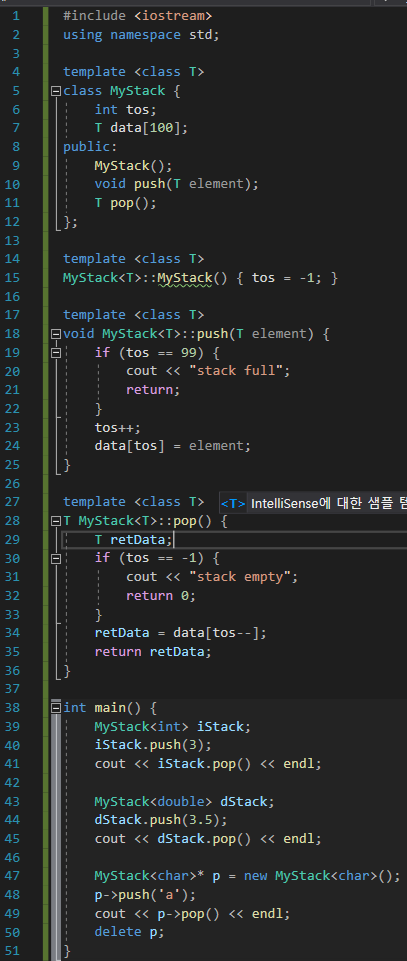 1 #include <iostream>
2 using namespace std;
3
4 template <class T>
5 class MyStack {
6 int tos;
7 T data[100];
8 public:
9 MyStack();
10 void push(T element);
11 T pop();
12 };
13
14 template <class T>
15 MyStack<T>::MyStack() { tos = -1; }
16
17 template <class T>
18 void MyStack<T>::push(T element) {
19 if (tos == 99) {
20 cout << "stack full";
21 return;
22 }
23 tos++;
24 data[tos] = element;
25 }
26
27 template <class T> <T> IntelliSense에 대한 샘플
28 T MyStack<T>::pop() {
29 T retData;
30 if (tos == -1) {
31 cout << "stack empty";
32 return 0;
33 }
34 retData = data[tos--];
35 return retData;
36 }
37
38 int main() {
39 MyStack<int> iStack;
40 iStack.push(3);
41 cout << iStack.pop() << endl;
42
43 MyStack<double> dStack;
44 dStack.push(3.5);
45 cout << dStack.pop() << endl;
46
47 MyStack<char>* p = new MyStack<char>();
48 p->push('a');
49 cout << p->pop() << endl;
50 delete p;
51 }